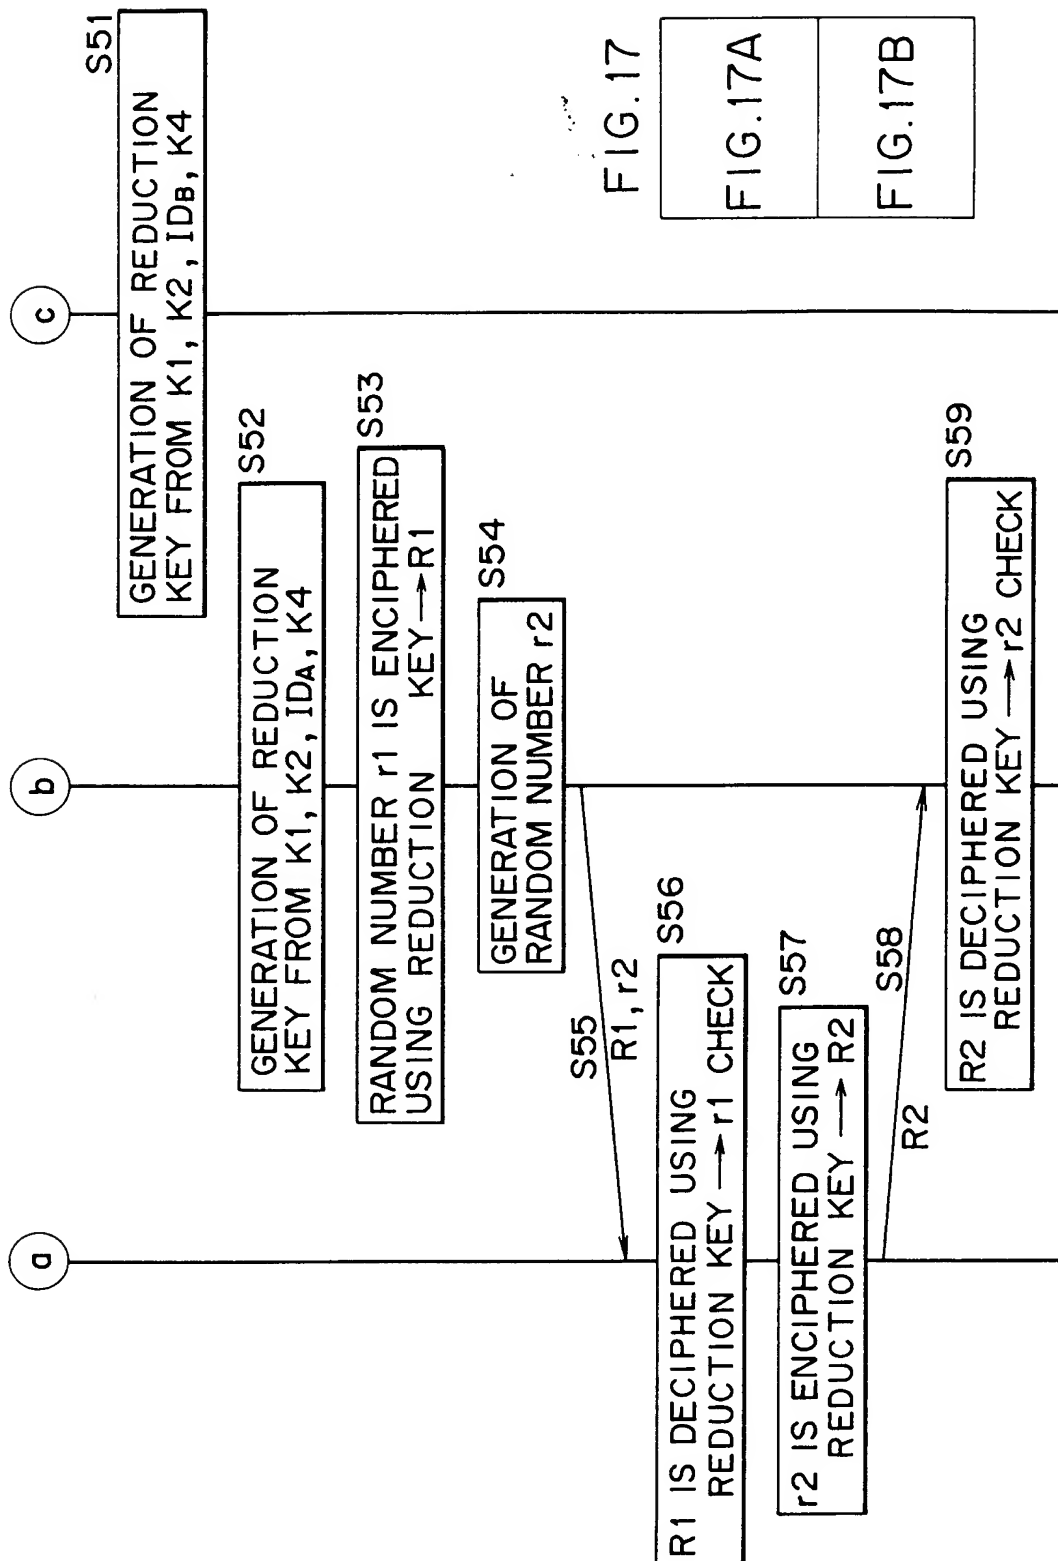 a
b
c
GENERATION OF REDUCTION
KEY FROM K1, K2, IDB, K4
S51
GENERATION OF REDUCTION
KEY FROM K1, K2, IDA, K4
S52
RANDOM NUMBER r1 IS ENCIPHERED
USING REDUCTION KEY→R1
S53
GENERATION OF
RANDOM NUMBER r2
S54
S55
R1, r2
R1 IS DECIPHERED USING
REDUCTION KEY→r1 CHECK
S56
r2 IS ENCIPHERED USING
REDUCTION KEY→R2
S57
R2
S58
R2 IS DECIPHERED USING
REDUCTION KEY→r2 CHECK
S59
FIG.17
FIG.17A
FIG.17B